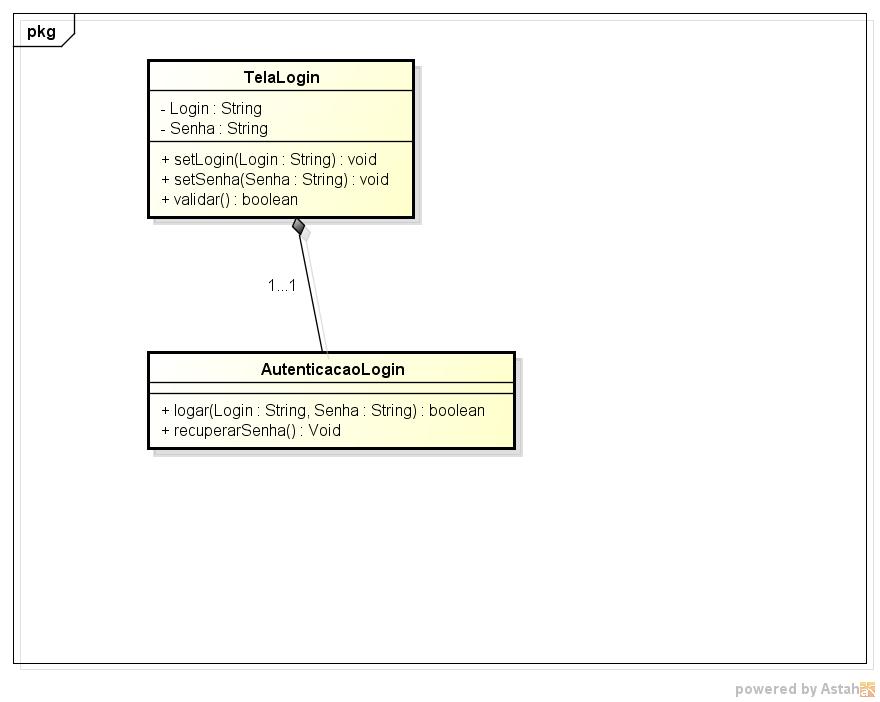 pkg
TelaLogin
- Login : String
- Senha : String
+ setLogin(Login : String) : void
+ setSenha(Senha : String) : void
+ validar() : boolean
1...1
AutenticacaoLogin
+ logar(Login : String, Senha : String) : boolean
+ recuperarSenha() : Void
powered by Astah